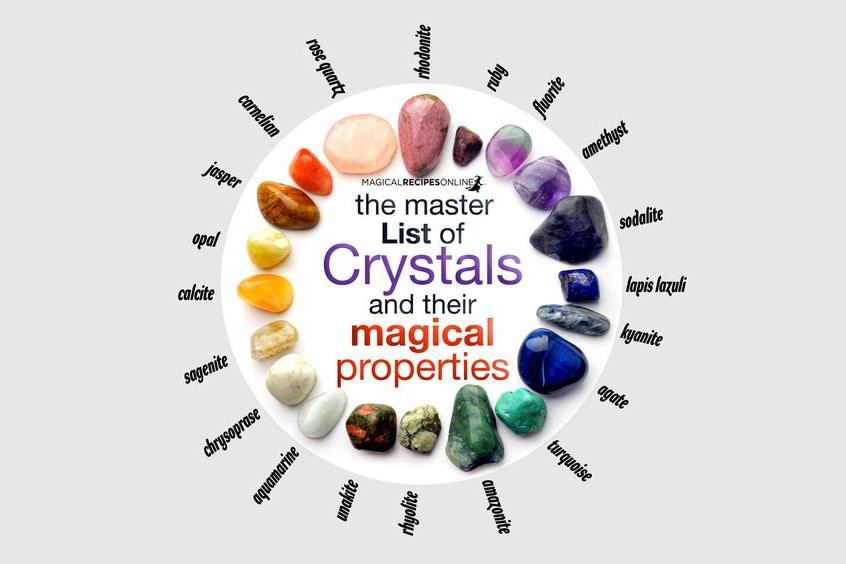 rhodonite
ruby
fluorite
amethyst
sodalite
lapis lazuli
kyanite
agate
turquoise
amazonite
rhyolite
unakite
aquamarine
chrysoprase
sagenite
calcite
opal
jasper
carnelian
rose quartz
MAGICALRECIPESONLINE
the master
List of
Crystals
and their
magical
properties